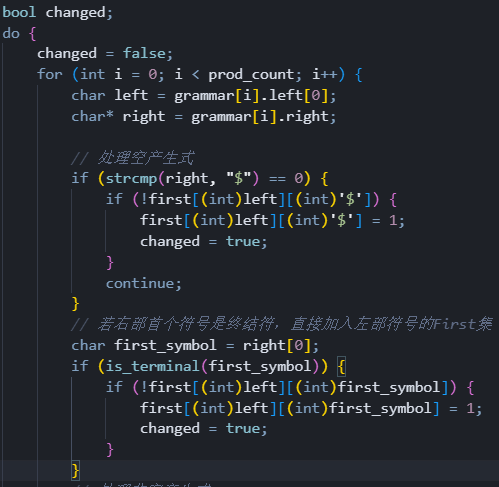 bool changed;
do {
    changed = false;
    for (int i = 0; i < prod_count; i++) {
        char left = grammar[i].left[0];
        char* right = grammar[i].right;

        // 处理空产生式
        if (strcmp(right, "$") == 0) {
            if (!first[(int)left][(int)'$']) {
                first[(int)left][(int)'$'] = 1;
                changed = true;
            }
            continue;
        }
        // 若右部首个符号是终结符，直接加入左部符号的First集
        char first_symbol = right[0];
        if (is_terminal(first_symbol)) {
            if (!first[(int)left][(int)first_symbol]) {
                first[(int)left][(int)first_symbol] = 1;
                changed = true;
            }
        }